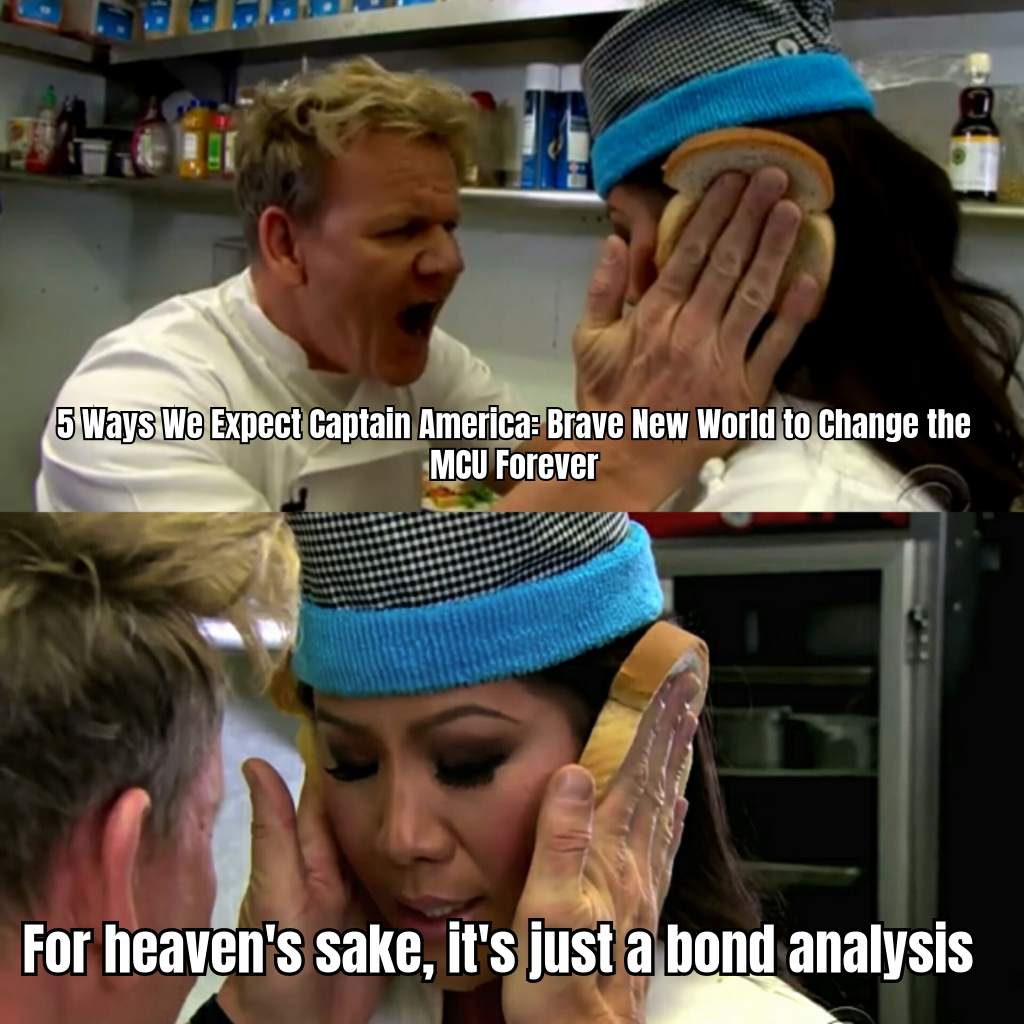 5 Ways We Expect Captain America: Brave New World to Change the
MCU Forever
For heaven's sake, it's just a bond analysis